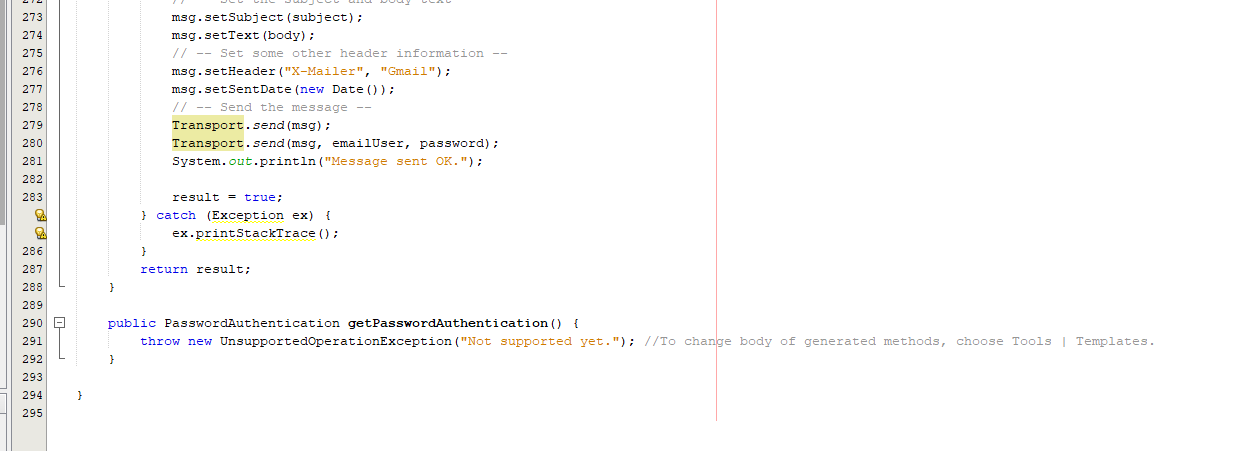 272 // -- Set the subject and body text
273 msg.setSubject(subject);
274 msg.setText(body);
275 // -- Set some other header information --
276 msg.setHeader("X-Mailer", "Gmail");
277 msg.setSentDate(new Date());
278 // -- Send the message --
279 Transport.send(msg);
280 Transport.send(msg, emailUser, password);
281 System.out.println("Message sent OK.");
282
283 result = true;
} catch (Exception ex) {
ex.printStackTrace();
286 }
287 return result;
288 }
289
290 public PasswordAuthentication getPasswordAuthentication() {
291 throw new UnsupportedOperationException("Not supported yet."); //To change body of generated methods, choose Tools | Templates.
292 }
293
294 }
295